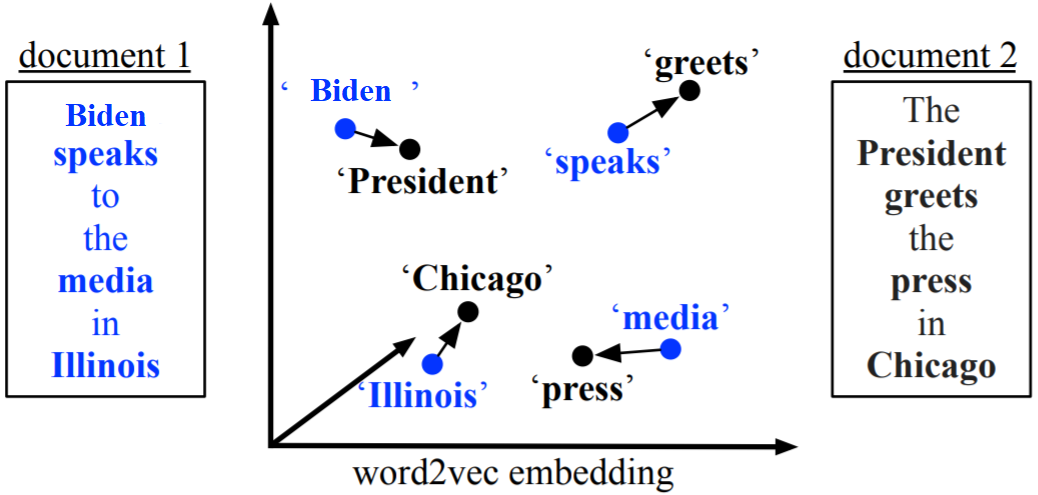 document 1
Biden
speaks
to
the
media
in
Illinois
‘ Biden ’
‘President’
‘greets’
‘speaks’
‘Chicago’
‘Illinois’
‘media’
‘press’
word2vec embedding
document 2
The
President
greets
the
press
in
Chicago